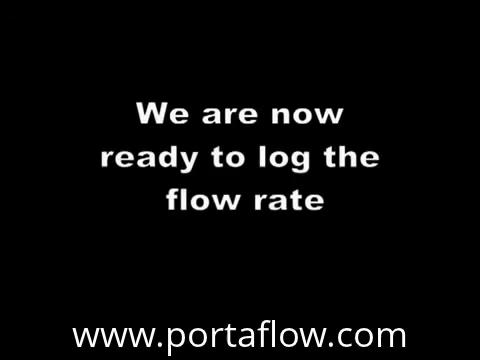 We are now
ready to log the
flow rate
www.portaflow.com